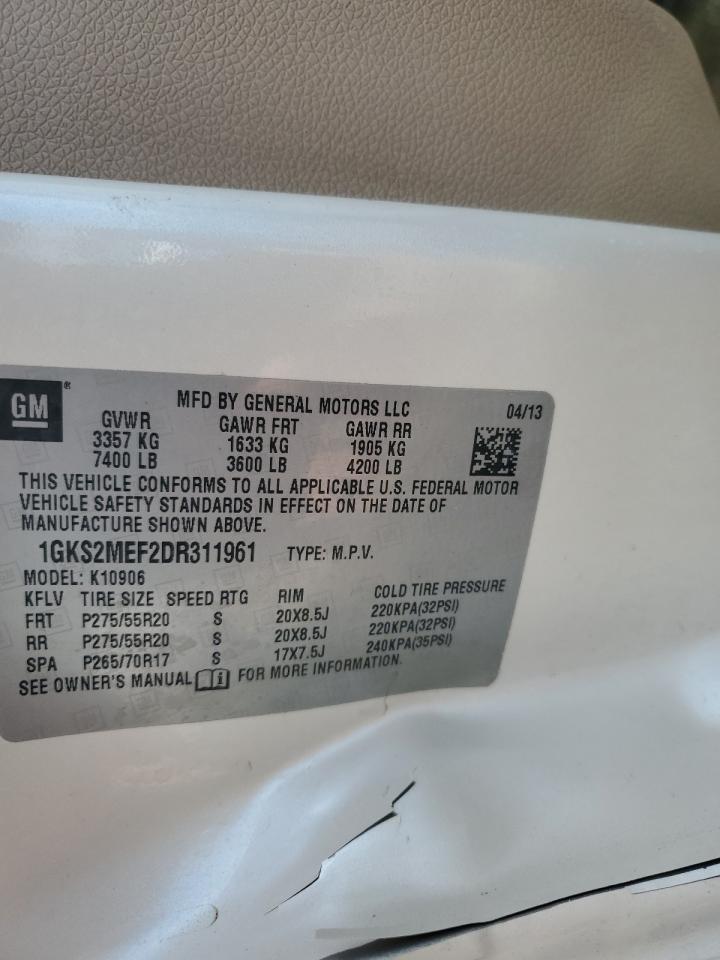 GM®
MFD BY GENERAL MOTORS LLC 04/13
GVWR GAWR FRT GAWR RR
3357 KG 1633 KG 1905 KG
7400 LB 3600 LB 4200 LB
THIS VEHICLE CONFORMS TO ALL APPLICABLE U.S. FEDERAL MOTOR
VEHICLE SAFETY STANDARDS IN EFFECT ON THE DATE OF
MANUFACTURE SHOWN ABOVE.
1GKS2MEF2DR311961 TYPE: M.P.V.
MODEL: K10906
KFLV TIRE SIZE SPEED RTG RIM COLD TIRE PRESSURE
FRT P275/55R20 S 20X8.5J 220KPA(32PSI)
RR P275/55R20 S 20X8.5J 220KPA(32PSI)
SPA P265/70R17 S 17X7.5J 240KPA(35PSI)
SEE OWNER'S MANUAL i FOR MORE INFORMATION.